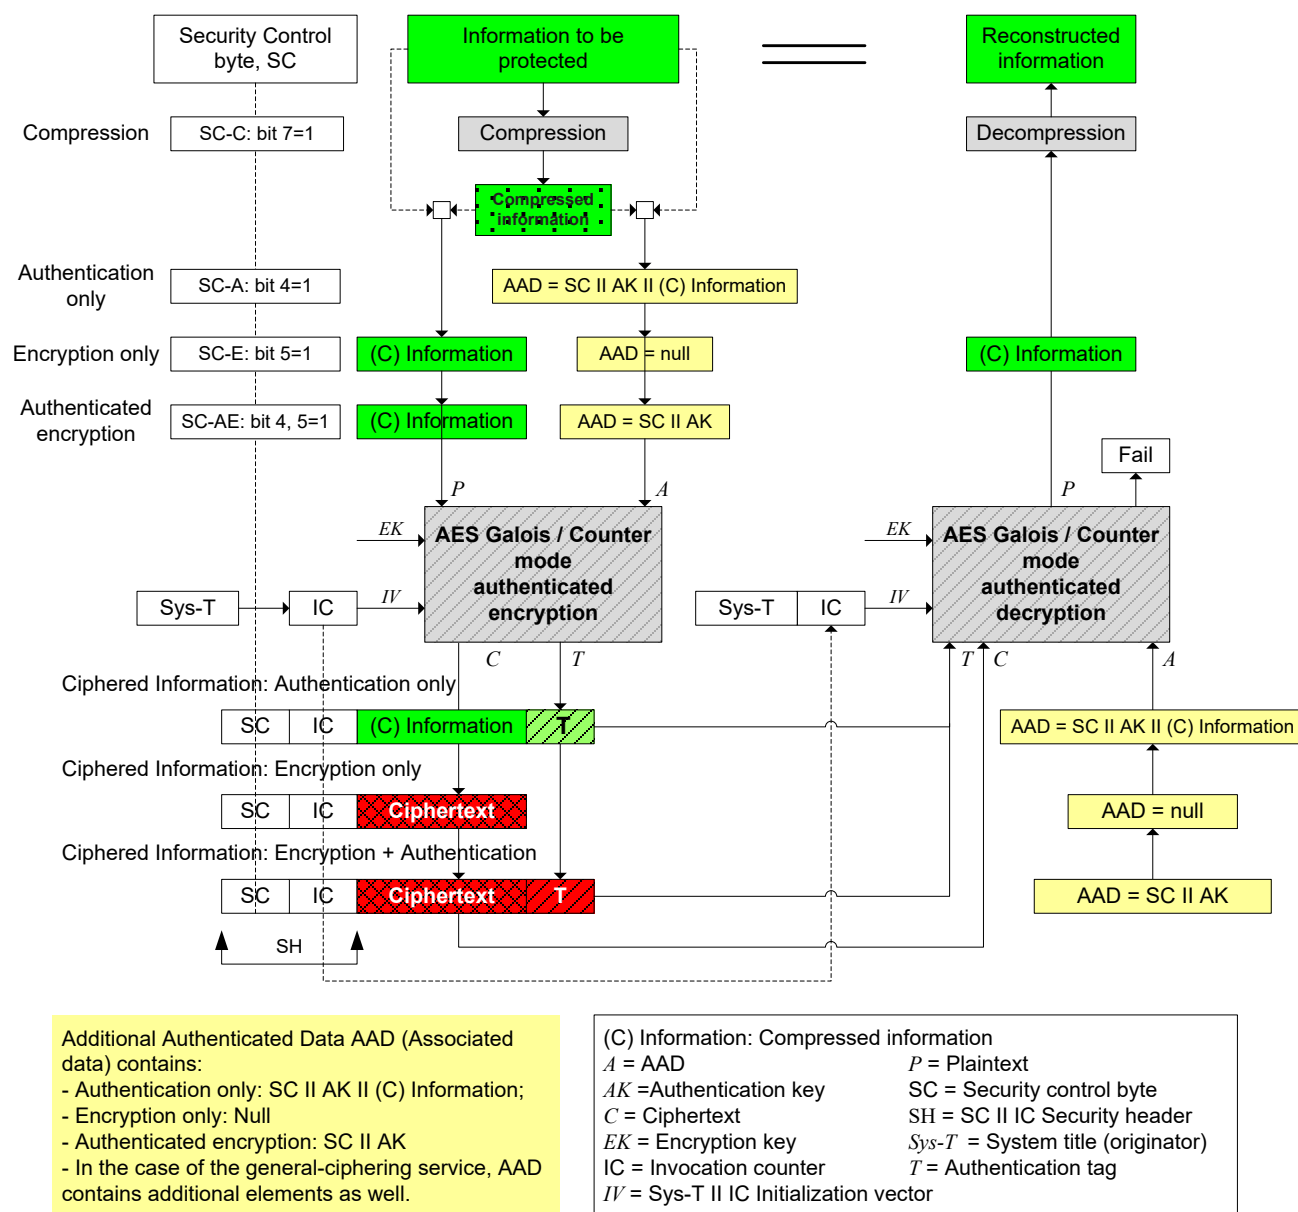 Security Control
byte, SC
Information to be
protected
Reconstructed
information
Compression
SC-C: bit 7=1
Compression
Decompression
Compressed
information
Authentication
only
SC-A: bit 4=1
AAD = SC II AK II (C) Information
Encryption only
SC-E: bit 5=1
(C) Information
AAD = null
(C) Information
Authenticated
encryption
SC-AE: bit 4, 5=1
(C) Information
AAD = SC II AK
Fail
P
A
P
EK
AES Galois / Counter
mode
authenticated
encryption
EK
AES Galois / Counter
mode
authenticated
decryption
Sys-T
IC
IV
Sys-T
IC
IV
C
T
T
C
A
Ciphered Information: Authentication only
SC
IC
(C) Information
T
AAD = SC II AK II (C) Information
Ciphered Information: Encryption only
SC
IC
Ciphertext
AAD = null
Ciphered Information: Encryption + Authentication
SC
IC
Ciphertext
T
AAD = SC II AK
SH
Additional Authenticated Data AAD (Associated
data) contains:
- Authentication only: SC II AK II (C) Information;
- Encryption only: Null
- Authenticated encryption: SC II AK
- In the case of the general-ciphering service, AAD
contains additional elements as well.
(C) Information: Compressed information
A = AAD
P = Plaintext
AK =Authentication key
SC = Security control byte
C = Ciphertext
SH = SC II IC Security header
EK = Encryption key
Sys-T = System title (originator)
IC = Invocation counter
T = Authentication tag
IV = Sys-T II IC Initialization vector